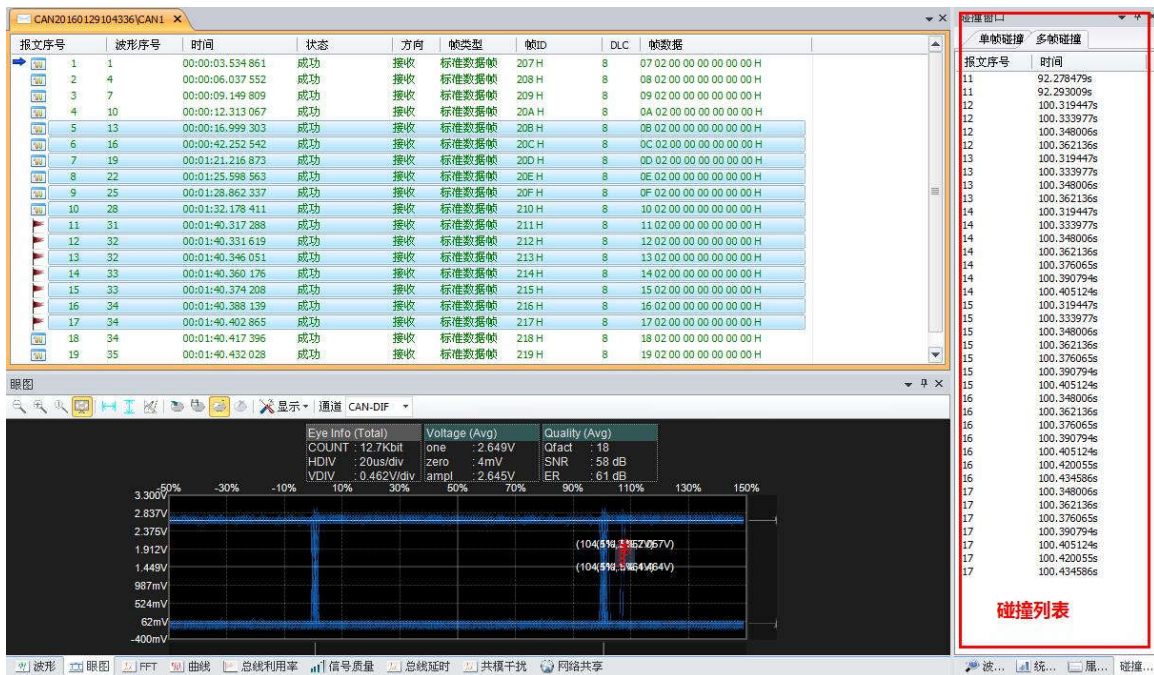 CAN20160129104336\CAN1
报文序号 波形序号 时间 状态 方向 帧类型 帧ID DLC 帧数据
1 1 00:00:03.534 861 成功 接收 标准数据帧 207 H 8 07 02 00 00 00 00 00 00 H
2 4 00:00:06.037 552 成功 接收 标准数据帧 208 H 8 08 02 00 00 00 00 00 00 H
3 7 00:00:09.149 809 成功 接收 标准数据帧 209 H 8 09 02 00 00 00 00 00 00 H
4 10 00:00:12.313 067 成功 接收 标准数据帧 20A H 8 0A 02 00 00 00 00 00 00 H
5 13 00:00:16.999 303 成功 接收 标准数据帧 20B H 8 0B 02 00 00 00 00 00 00 H
6 16 00:00:42.252 542 成功 接收 标准数据帧 20C H 8 0C 02 00 00 00 00 00 00 H
7 19 00:01:21.216 873 成功 接收 标准数据帧 20D H 8 0D 02 00 00 00 00 00 00 H
8 22 00:01:25.598 563 成功 接收 标准数据帧 20E H 8 0E 02 00 00 00 00 00 00 H
9 25 00:01:28.862 337 成功 接收 标准数据帧 20F H 8 0F 02 00 00 00 00 00 00 H
10 28 00:01:32.178 411 成功 接收 标准数据帧 210 H 8 10 02 00 00 00 00 00 00 H
11 31 00:01:40.317 288 成功 接收 标准数据帧 211 H 8 11 02 00 00 00 00 00 00 H
12 32 00:01:40.331 619 成功 接收 标准数据帧 212 H 8 12 02 00 00 00 00 00 00 H
13 32 00:01:40.346 051 成功 接收 标准数据帧 213 H 8 13 02 00 00 00 00 00 00 H
14 33 00:01:40.360 176 成功 接收 标准数据帧 214 H 8 14 02 00 00 00 00 00 00 H
15 33 00:01:40.374 208 成功 接收 标准数据帧 215 H 8 15 02 00 00 00 00 00 00 H
16 34 00:01:40.388 139 成功 接收 标准数据帧 216 H 8 16 02 00 00 00 00 00 00 H
17 34 00:01:40.402 865 成功 接收 标准数据帧 217 H 8 17 02 00 00 00 00 00 00 H
18 34 00:01:40.417 396 成功 接收 标准数据帧 218 H 8 18 02 00 00 00 00 00 00 H
19 35 00:01:40.432 028 成功 接收 标准数据帧 219 H 8 19 02 00 00 00 00 00 00 H
眼图
显示 通道 CAN-DIF
Eye Info (Total) Voltage (Avg) Quality (Avg)
COUNT : 12.7Kbit one : 2.649V Qfact : 18
HDIV : 20us/div zero : 4mV SNR : 58 dB
VDIV : 0.462V/div ampl : 2.645V ER : 61 dB
-50% -30% -10% 10% 30% 50% 70% 90% 110% 130% 150%
3.300V
2.837V
2.375V
1.912V
1.449V
987mV
524mV
62mV
-400mV
波形 眼图 FFT 曲线 总线利用率 信号质量 总线延时 共模干扰 网络共享
碰撞窗口
单帧碰撞 多帧碰撞
报文序号 时间
11 92.278479s
11 92.293009s
12 100.319447s
12 100.333977s
12 100.348006s
12 100.362136s
13 100.319447s
13 100.333977s
13 100.348006s
13 100.362136s
14 100.319447s
14 100.333977s
14 100.348006s
14 100.362136s
14 100.376065s
14 100.390794s
14 100.405124s
15 100.319447s
15 100.333977s
15 100.348006s
15 100.362136s
15 100.376065s
15 100.390794s
15 100.405124s
16 100.348006s
16 100.362136s
16 100.376065s
16 100.390794s
16 100.405124s
16 100.420055s
16 100.434586s
17 100.348006s
17 100.362136s
17 100.376065s
17 100.390794s
17 100.405124s
17 100.420055s
17 100.434586s
碰撞列表
波... 统... 属... 碰撞...